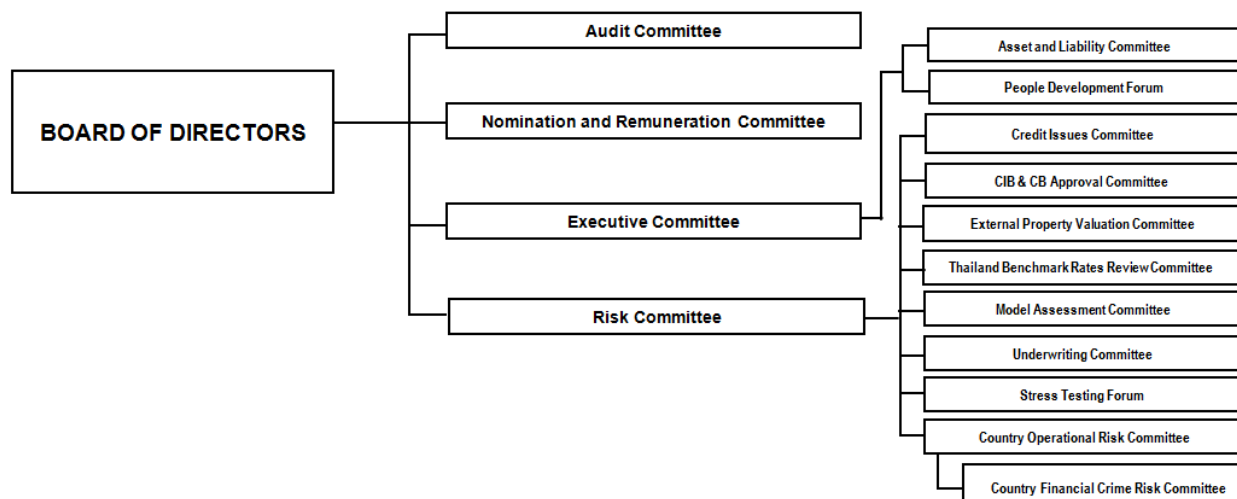 BOARD OF DIRECTORS
Audit Committee
Nomination and Remuneration Committee
Executive Committee
Risk Committee
Asset and Liability Committee
People Development Forum
Credit Issues Committee
CIB & CB Approval Committee
External Property Valuation Committee
Thailand Benchmark Rates Review Committee
Model Assessment Committee
Underwriting Committee
Stress Testing Forum
Country Operational Risk Committee
Country Financial Crime Risk Committee